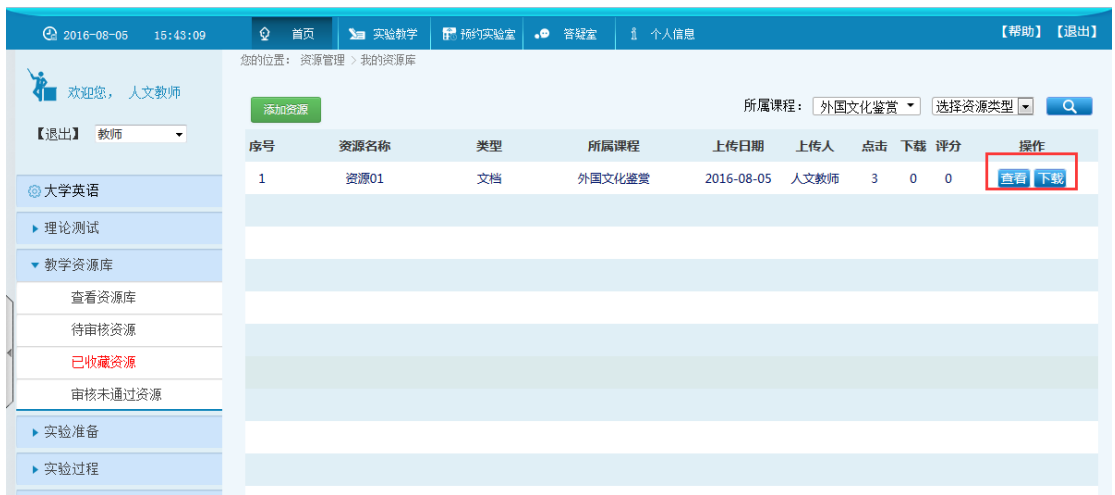 2016-08-05 15:43:09 首页 实验教学 预约实验室 答疑室 个人信息 【帮助】【退出】
您的位置： 资源管理 > 我的资源库
欢迎您， 人文教师
添加资源 所属课程： 外国文化鉴赏 选择资源类型
【退出】 教师
序号 资源名称 类型 所属课程 上传日期 上传人 点击 下载 评分 操作
1 资源01 文档 外国文化鉴赏 2016-08-05 人文教师 3 0 0 查看 下载
大学英语
理论测试
教学资源库
查看资源库
待审核资源
已收藏资源
审核未通过资源
实验准备
实验过程